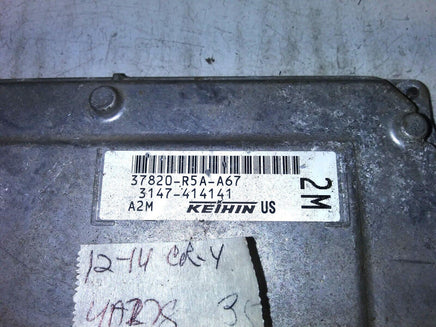 37820-R5A-A67
3147-414141
A2M KEIHIN US
2M
12-14 CR-V
YARDS